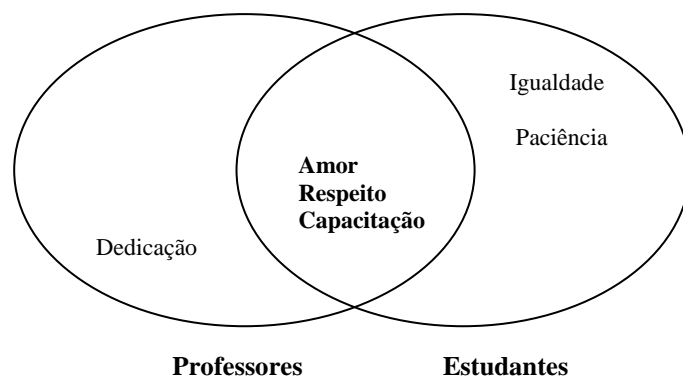 Igualdade
Paciência
Amor
Respeito
Capacitação
Dedicação
Professores
Estudantes